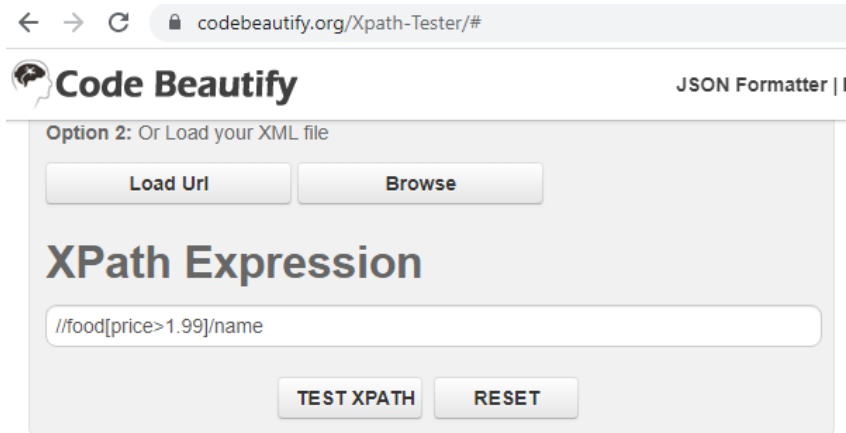 codebeautify.org/Xpath-Tester/#
Code Beautify
JSON Formatter |
Option 2: Or Load your XML file
Load Url Browse
XPath Expression
//food[price>1.99]/name
TEST XPATH RESET